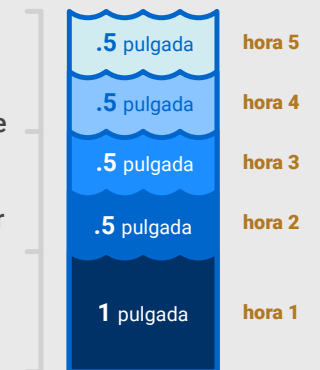 .5 pulgada hora 5
e
.5 pulgada hora 4
.5 pulgada hora 3
r
.5 pulgada hora 2
1 pulgada hora 1